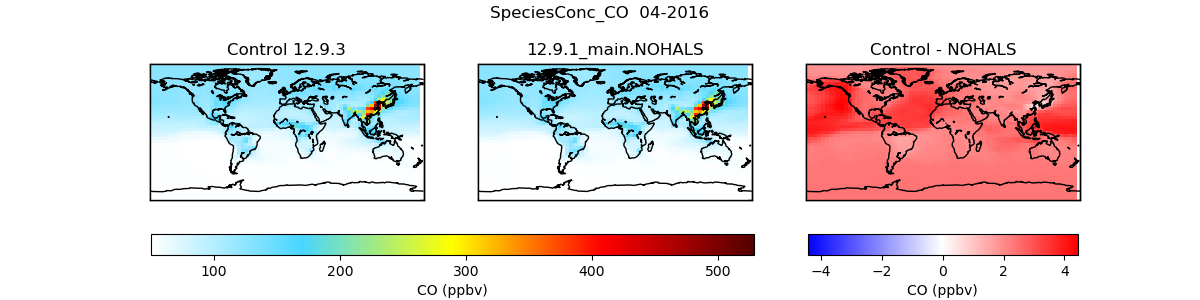 SpeciesConc_CO  04-2016
Control 12.9.3
12.9.1_main.NOHALS
Control - NOHALS
100 200 300 400 500
CO (ppbv)
−4 −2 0 2 4
CO (ppbv)